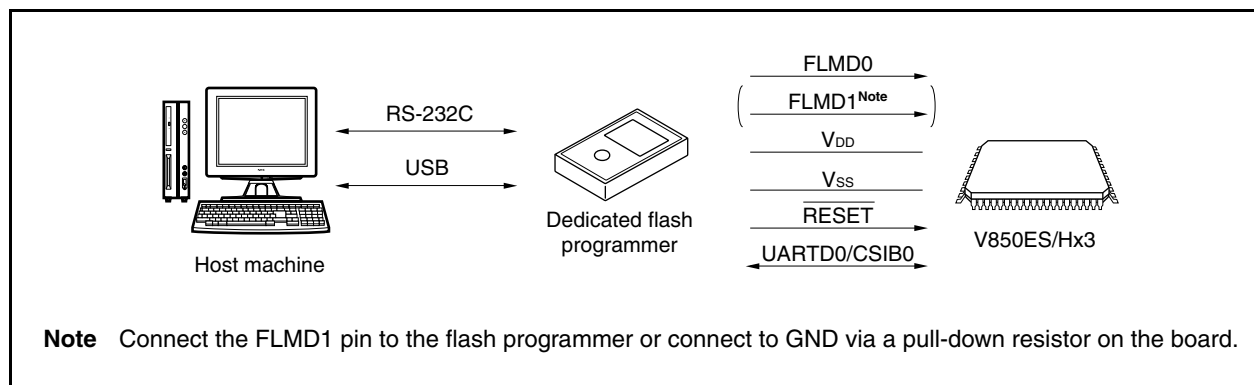 RS-232C
USB
Host machine
Dedicated flash
programmer
FLMD0
FLMD1Note
VDD
VSS
RESET
UARTD0/CSIB0
V850ES/Hx3
Note Connect the FLMD1 pin to the flash programmer or connect to GND via a pull-down resistor on the board.